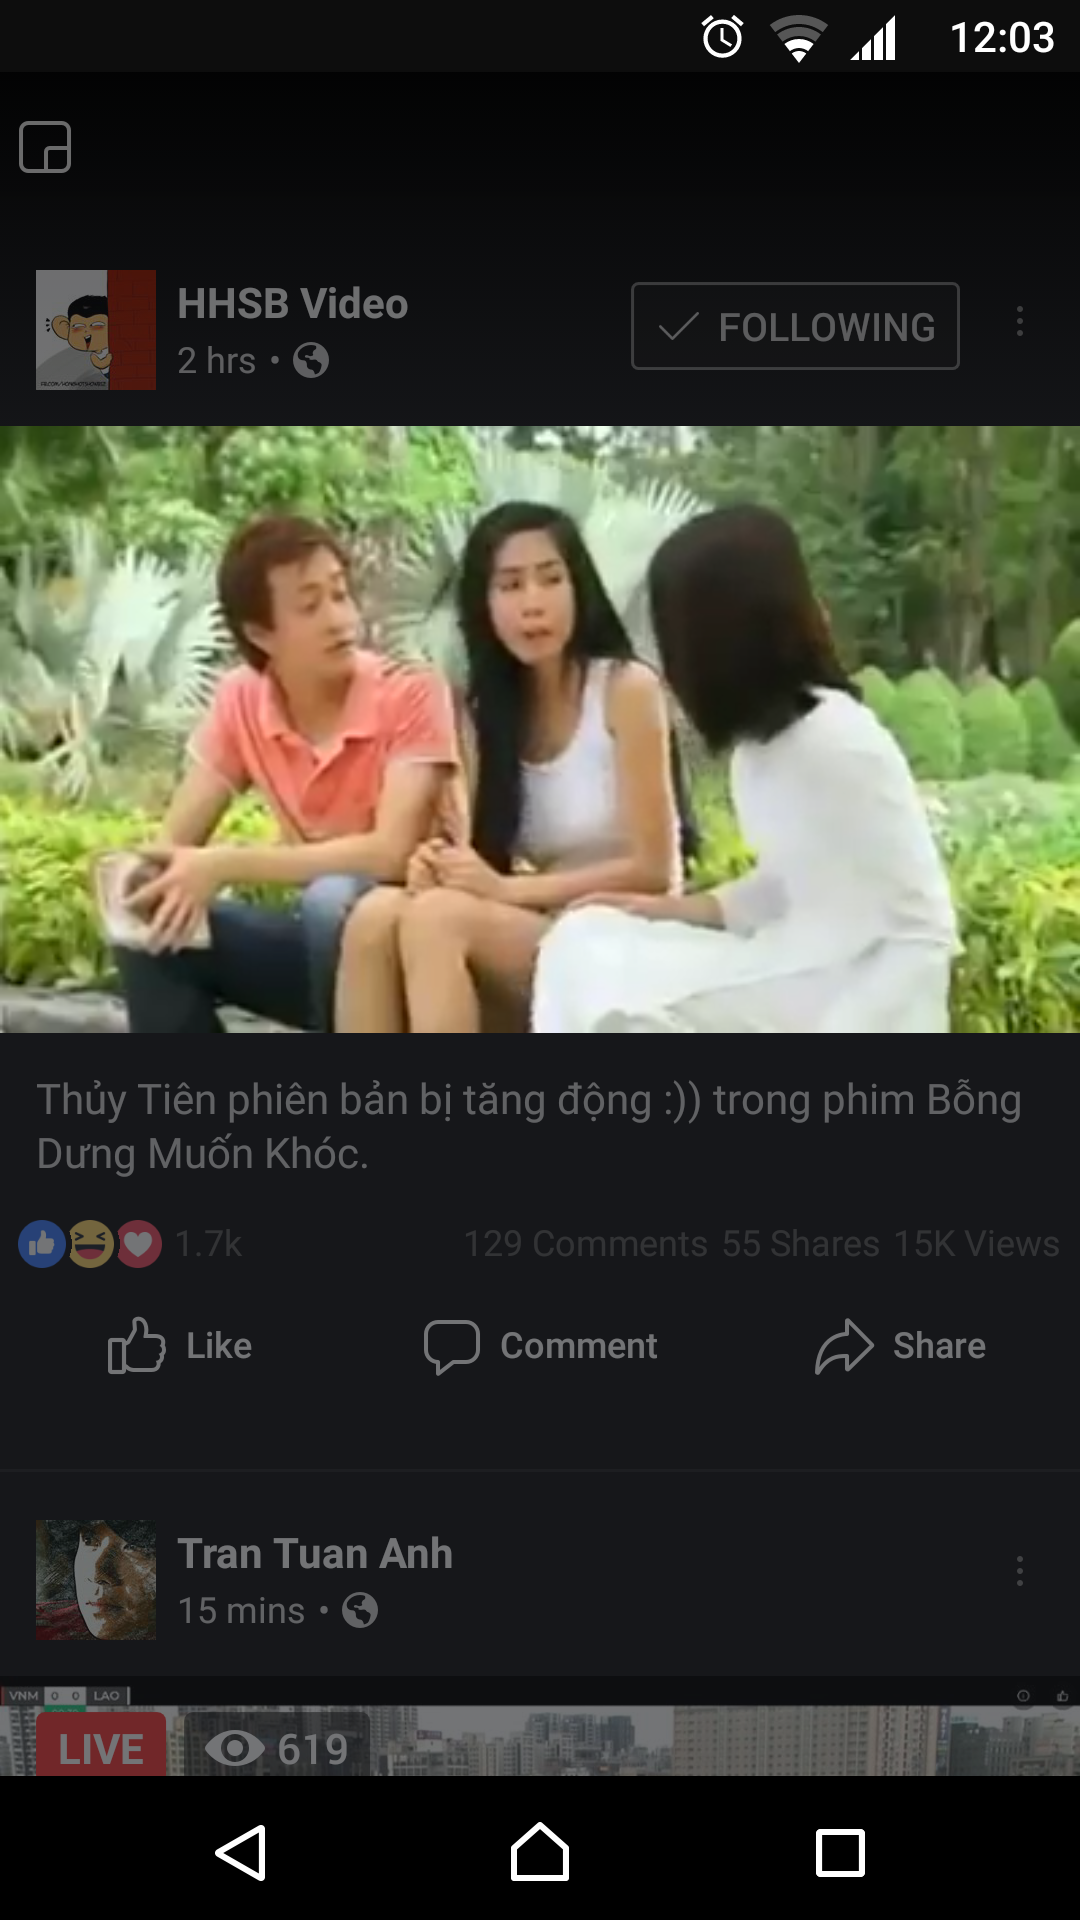 12:03
HHSB Video
2 hrs •
FOLLOWING
Thủy Tiên phiên bản bị tăng động :)) trong phim Bỗng
Dưng Muốn Khóc.
1.7k
129 Comments 55 Shares 15K Views
Like
Comment
Share
Tran Tuan Anh
15 mins •
VNM 0 0 LAO
LIVE
619